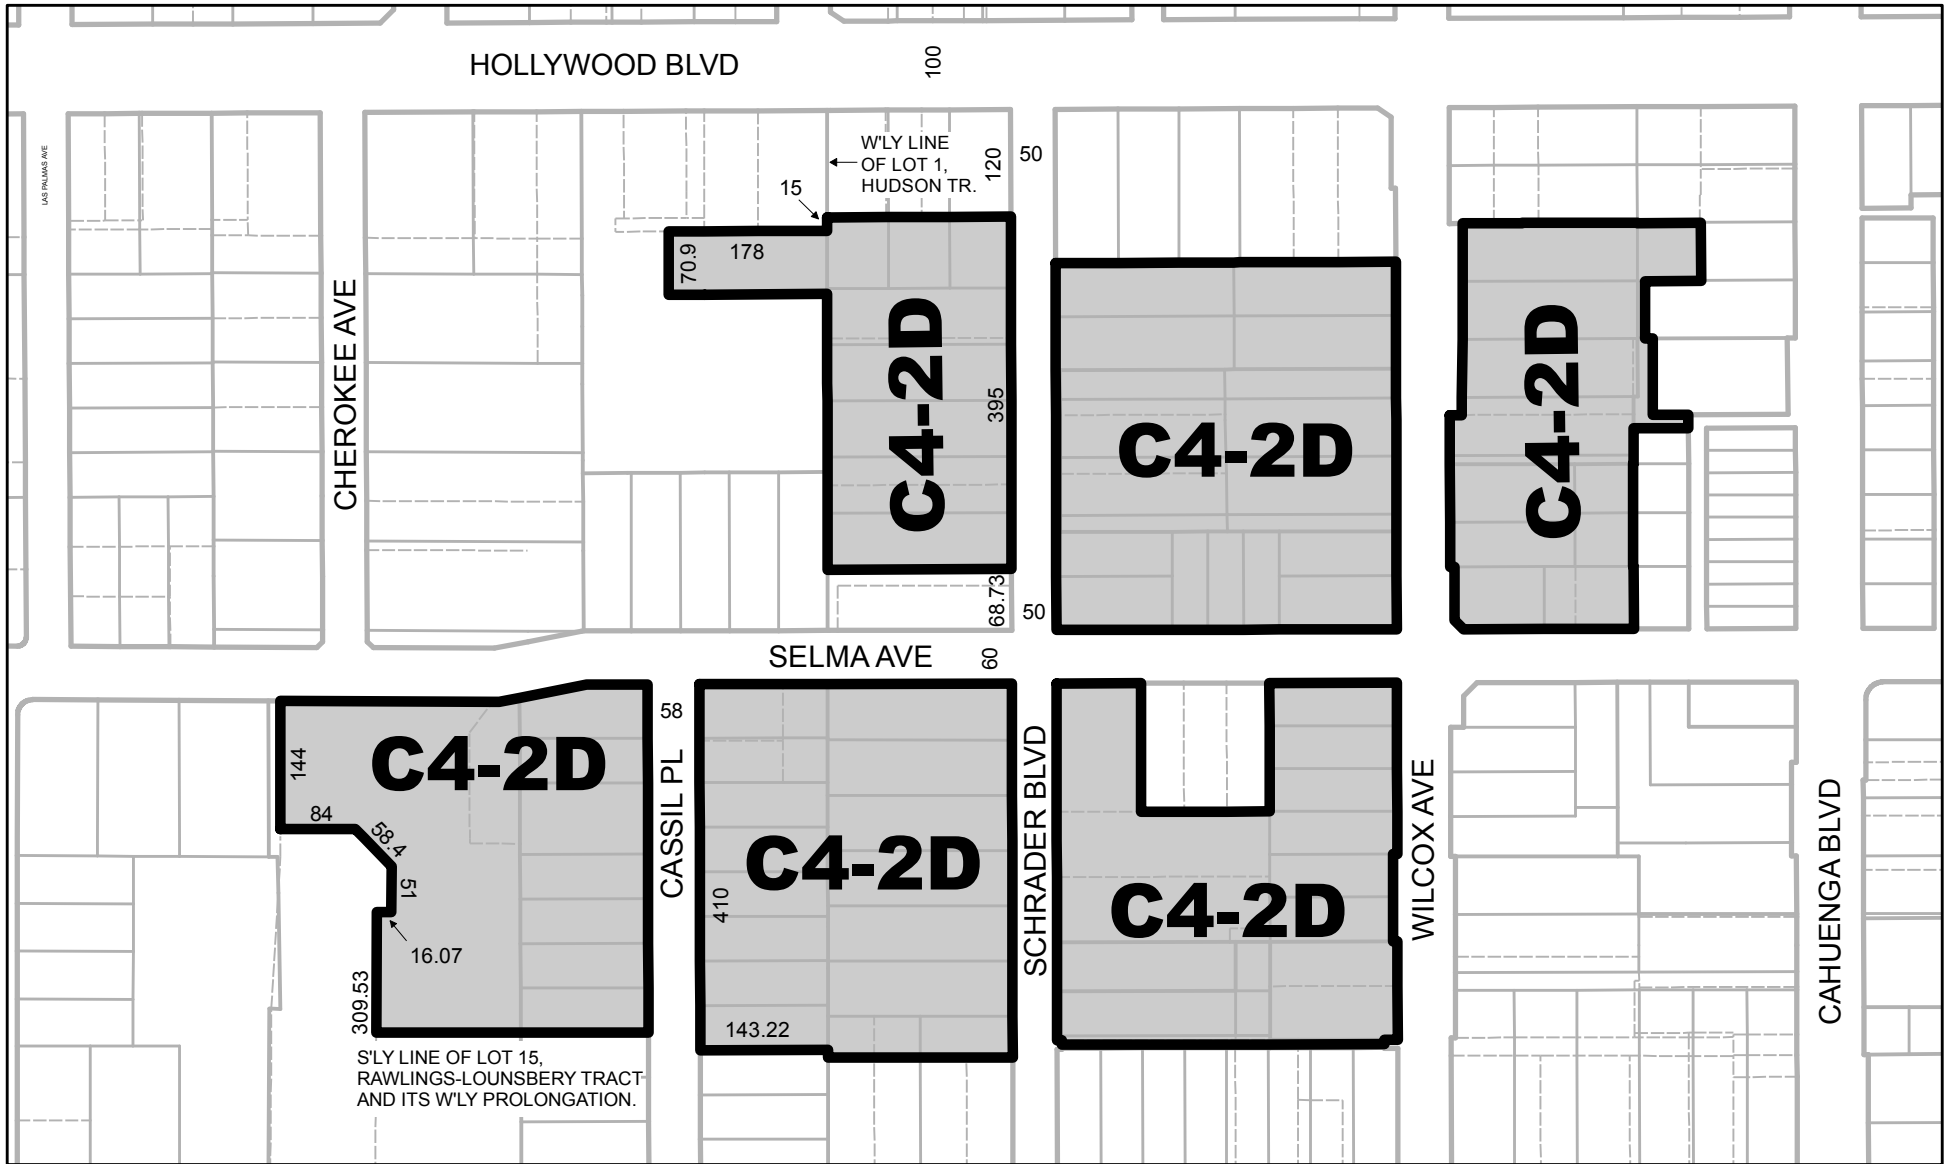 HOLLYWOOD BLVD
100
LAS PALMAS AVE
W'LY LINE
OF LOT 1,
HUDSON TR.
120
50
15
178
70.9
CHEROKEE AVE
C4-2D
395
C4-2D
C4-2D
68.73
50
SELMA AVE
60
58
144
C4-2D
84
58.4
51
16.07
309.53
CASSIL PL
C4-2D
410
143.22
SCHRADER BLVD
C4-2D
WILCOX AVE
CAHUENGA BLVD
S'LY LINE OF LOT 15,
RAWLINGS-LOUNSBERY TRACT
AND ITS W'LY PROLONGATION.